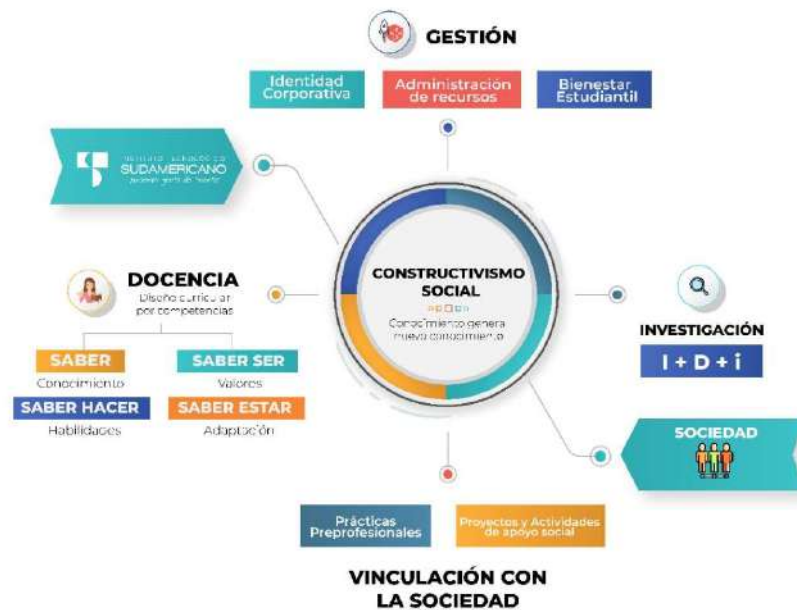 GESTIÓN
Identidad
Corporativa
Administración
de recursos
Bienestar
Estudiantil
INSTITUTO TECNOLÓGICO
SUDAMERICANO
CONSTRUCTIVISMO
SOCIAL
Conocimiento genera
nuevo conocimiento
DOCENCIA
Diseño curricular
por competencias
SABER
Conocimiento
SABER SER
Valores
SABER HACER
Habilidades
SABER ESTAR
Adaptación
INVESTIGACIÓN
I + D + i
SOCIEDAD
Prácticas
Preprofesionales
Proyectos y Actividades
de apoyo social
VINCULACIÓN CON
LA SOCIEDAD